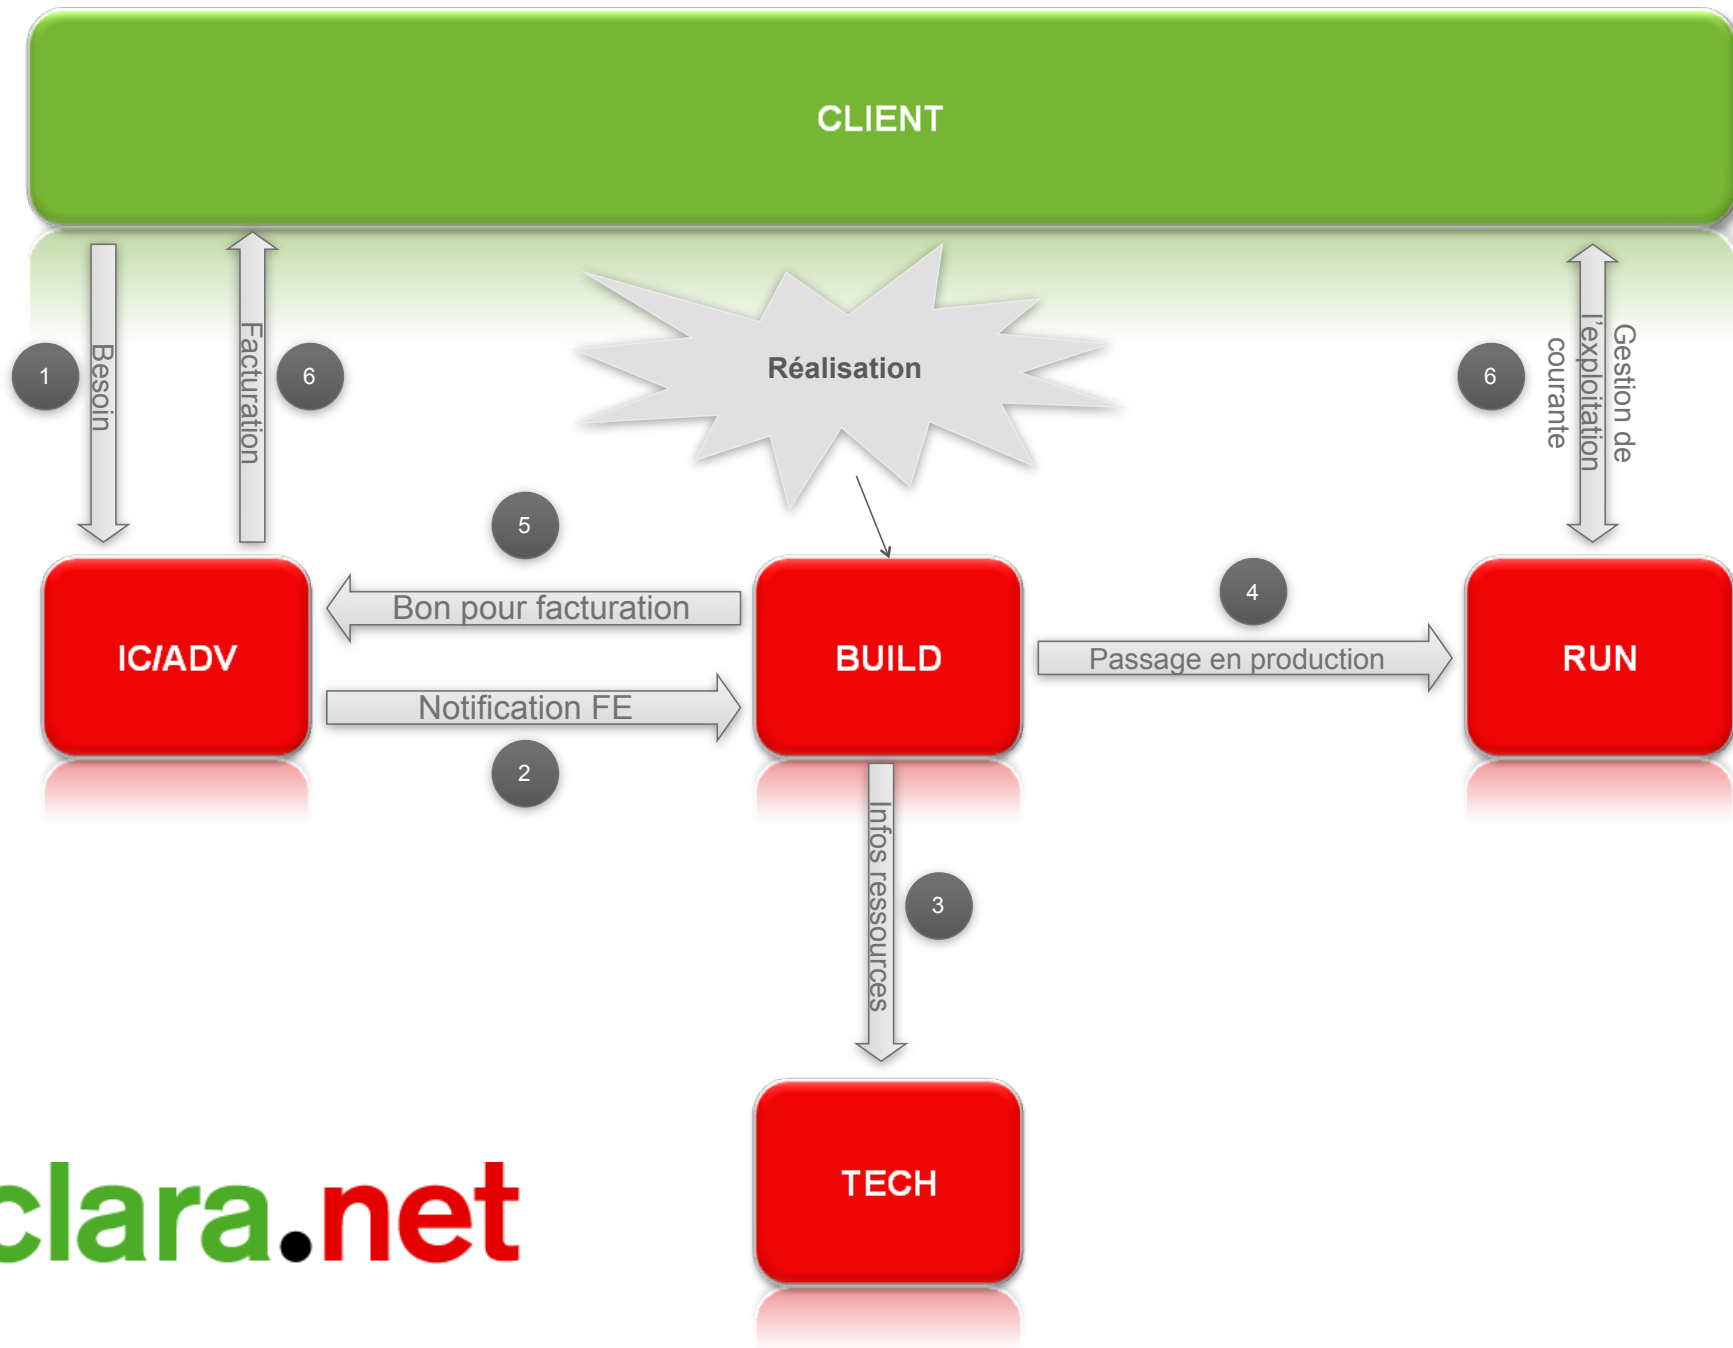 CLIENT
1
Besoin
Facturation
6
Réalisation
6
Gestion de
l'exploitation
courante
5
Bon pour facturation
4
IC/ADV
BUILD
Passage en production
RUN
Notification FE
2
Infos ressources
3
TECH
clara.net